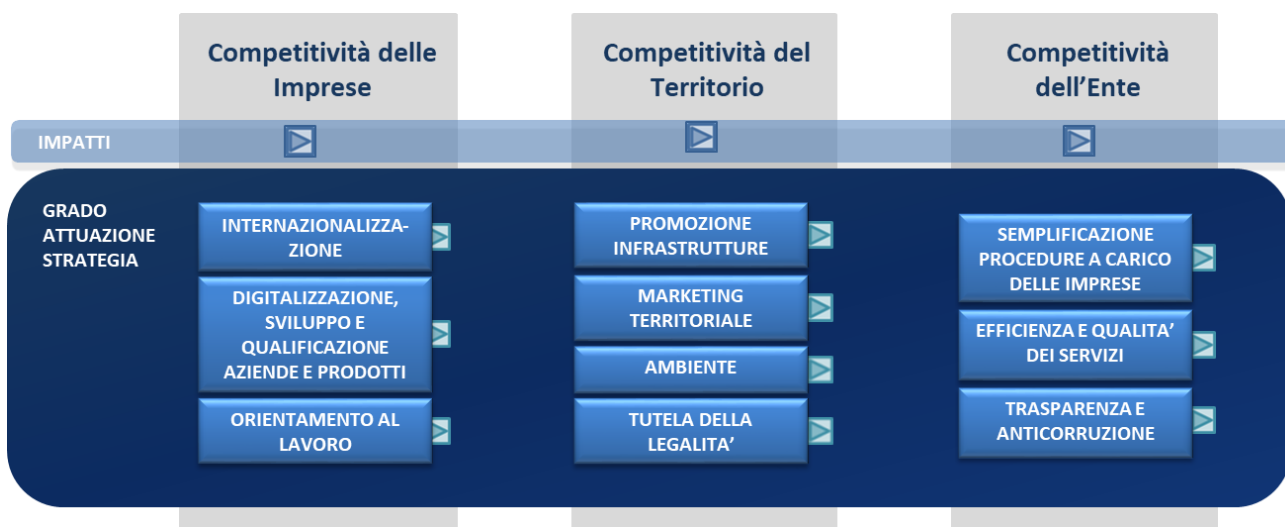 Competitività delle
Imprese
Competitività del
Territorio
Competitività
dell’Ente
IMPATTI
GRADO
ATTUAZIONE
STRATEGIA
INTERNAZIONALIZZA-
ZIONE
DIGITALIZZAZIONE,
SVILUPPO E
QUALIFICAZIONE
AZIENDE E PRODOTTI
ORIENTAMENTO AL
LAVORO
PROMOZIONE
INFRASTRUTTURE
MARKETING
TERRITORIALE
AMBIENTE
TUTELA DELLA
LEGALITA’
SEMPLIFICAZIONE
PROCEDURE A CARICO
DELLE IMPRESE
EFFICIENZA E QUALITA’
DEI SERVIZI
TRASPARENZA E
ANTICORRUZIONE